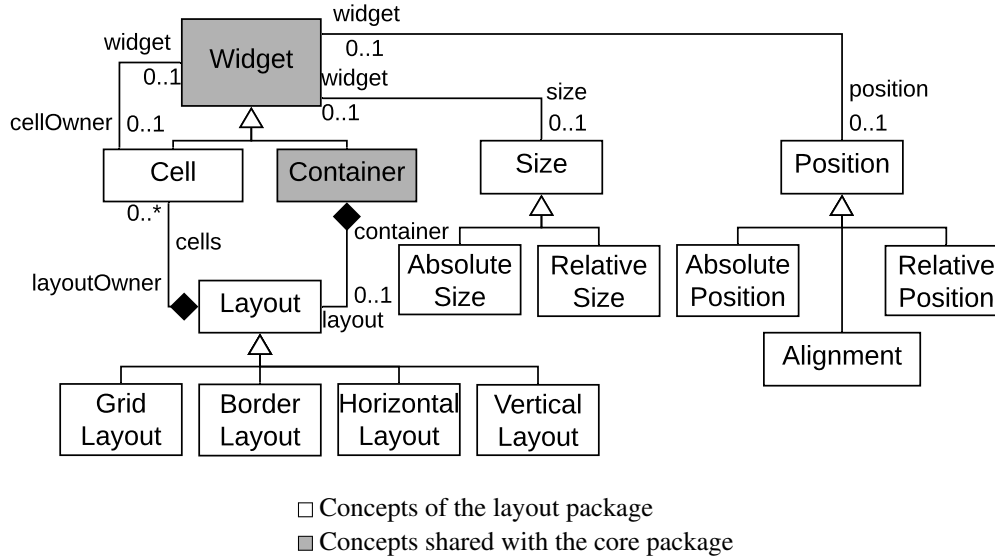 widget
widget
Widget
0..1
0..1
widget
size
position
cellOwner
0..1
0..1
0..1
0..1
Cell
Container
Size
Position
0..*
cells
container
Absolute
Size
Relative
Size
Absolute
Position
Relative
Position
layoutOwner
Layout
0..1
layout
Alignment
Grid
Layout
Border
Layout
Horizontal
Layout
Vertical
Layout
Concepts of the layout package
Concepts shared with the core package